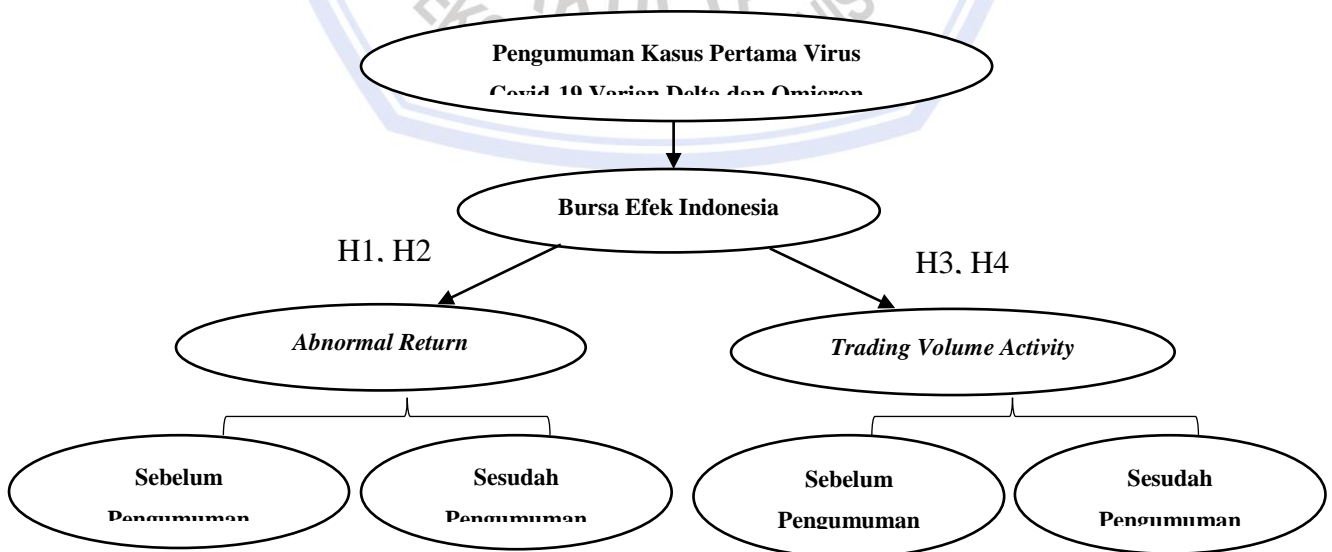 Pengumuman Kasus Pertama Virus
Covid-19 Varian Delta dan Omicron
Bursa Efek Indonesia
H1, H2
H3, H4
Abnormal Return
Trading Volume Activity
Sebelum
Pengumuman
Sesudah
Pengumuman
Sebelum
Pengumuman
Sesudah
Pengumuman